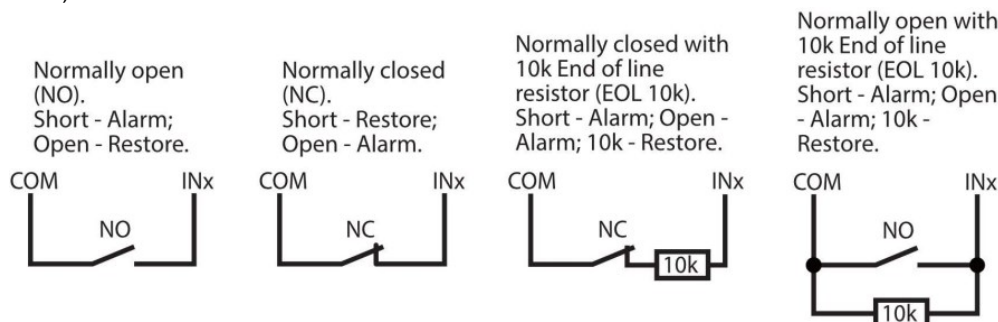 Normally open
(NO).
Short - Alarm;
Open - Restore.
COM
INx
NO
Normally closed
(NC).
Short - Restore;
Open - Alarm.
COM
INx
NC
Normally closed with
10k End of line
resistor (EOL 10k).
Short - Alarm; Open -
Alarm; 10k - Restore.
COM
INx
NC
10k
Normally open with
10k End of line
resistor (EOL 10k).
Short - Alarm; Open
- Alarm; 10k -
Restore.
COM
INx
NO
10k